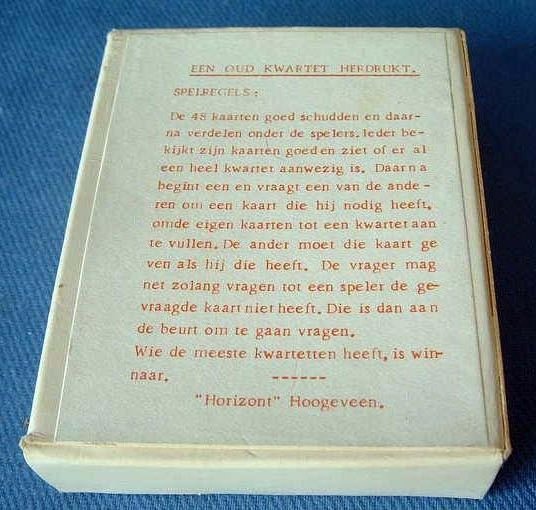 EEN OUD KWARTET HERDRUKT.
SPELREGELS:
De 48 kaarten goed schudden en daar-
na verdelen onder de spelers. Ieder be-
kijkt zijn kaarten goed en ziet of er al
een heel kwartet aanwezig is. Daarna
begint een en vraagt een van de ande-
ren om een kaart die hij nodig heeft,
om de eigen kaarten tot een kwartet aan
te vullen. De ander moet die kaart ge
ven als hij die heeft. De vrager mag
net zolang vragen tot een speler de ge-
vraagde kaart niet heeft. Die is dan aan
de beurt om te gaan vragen.
Wie de meeste kwartetten heeft, is win-
naar. ------
"Horizont" Hoogeveen.